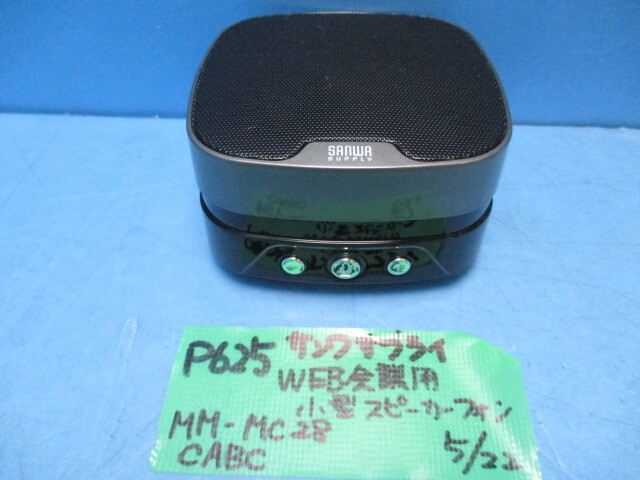 SANWA
SUPPLY
P625 サンワサプライ
WEB会議用
小型スピーカーフォン
MM-MC28
CABC 5/22